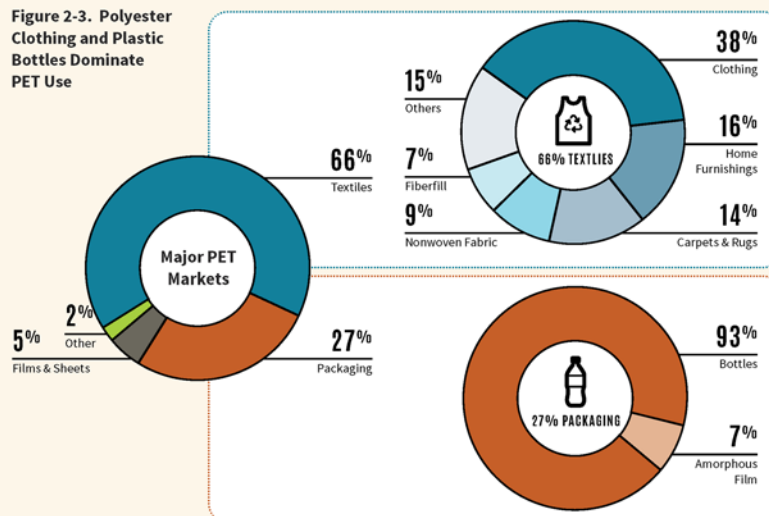 Figure 2-3. Polyester
Clothing and Plastic
Bottles Dominate
PET Use
Major PET
Markets
66%
Textiles
27%
Packaging
2%
Other
5%
Films & Sheets
66% TEXTLIES
38%
Clothing
16%
Home
Furnishings
14%
Carpets & Rugs
15%
Others
7%
Fiberfill
9%
Nonwoven Fabric
27% PACKAGING
93%
Bottles
7%
Amorphous
Film